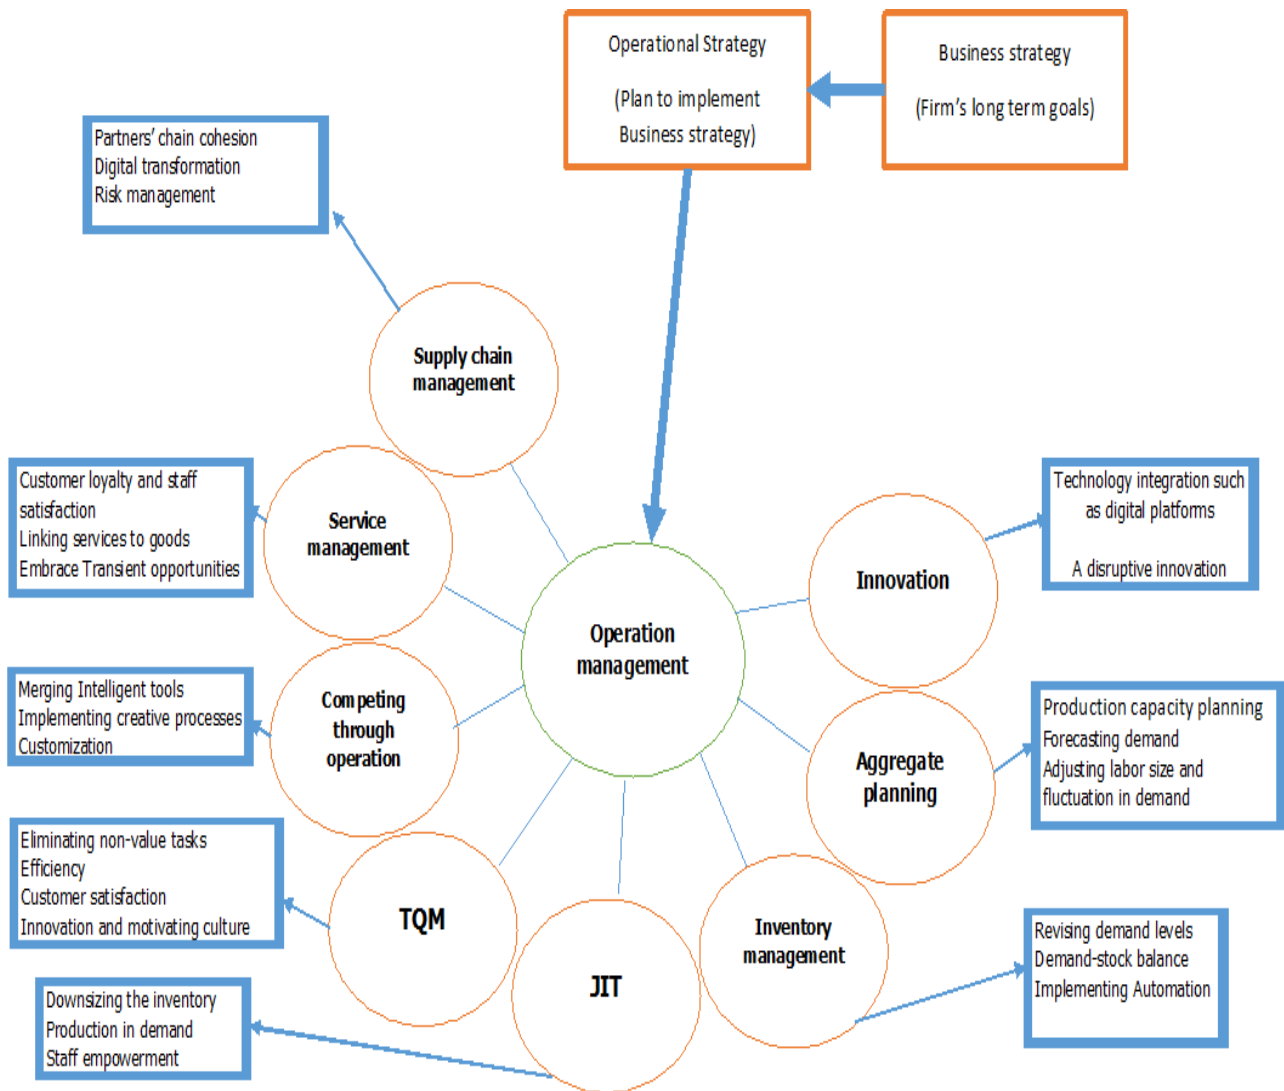 Operational Strategy
(Plan to implement
Business strategy)
Business strategy
(Firm's long term goals)
Partners' chain cohesion
Digital transformation
Risk management
Supply chain
management
Customer loyalty and staff
satisfaction
Linking services to goods
Embrace Transient opportunities
Service
management
Technology integration such
as digital platforms
A disruptive innovation
Innovation
Operation
management
Merging Intelligent tools
Implementing creative processes
Customization
Competing
through
operation
Production capacity planning
Forecasting demand
Adjusting labor size and
fluctuation in demand
Aggregate
planning
Eliminating non-value tasks
Efficiency
Customer satisfaction
Innovation and motivating culture
TQM
Inventory
management
Revising demand levels
Demand-stock balance
Implementing Automation
Downsizing the inventory
Production in demand
Staff empowerment
JIT